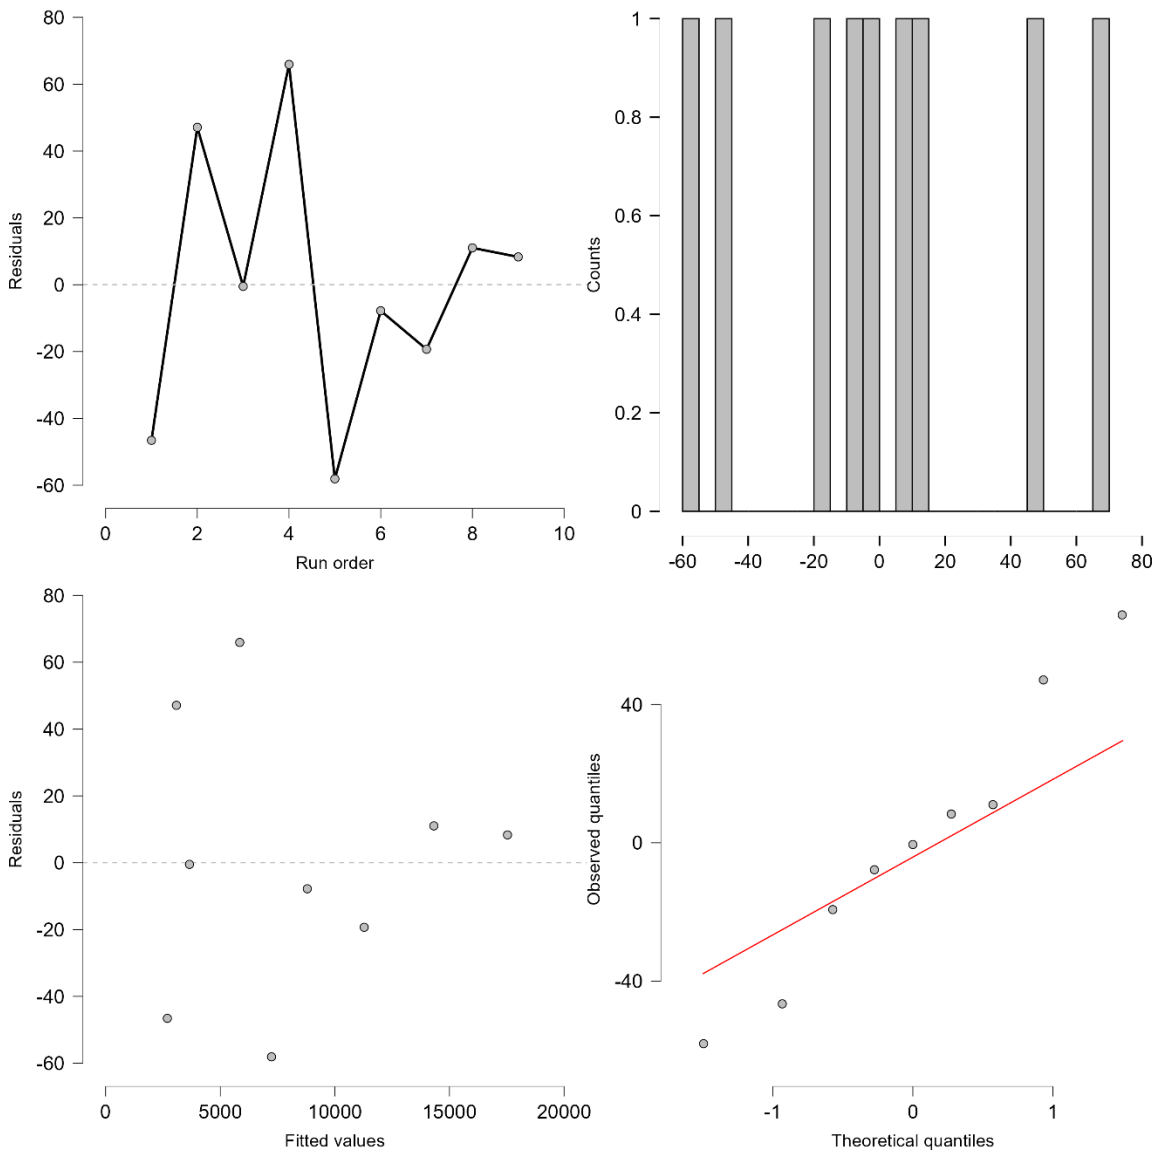 80
60
40
20
0
-20
-40
-60
Residuals
0 2 4 6 8 10
Run order
1
0.8
0.6
0.4
0.2
0
Counts
-60 -40 -20 0 20 40 60 80
80
60
40
20
0
-20
-40
-60
Residuals
0 5000 10000 15000 20000
Fitted values
40
0
-40
Observed quantiles
-1 0 1
Theoretical quantiles